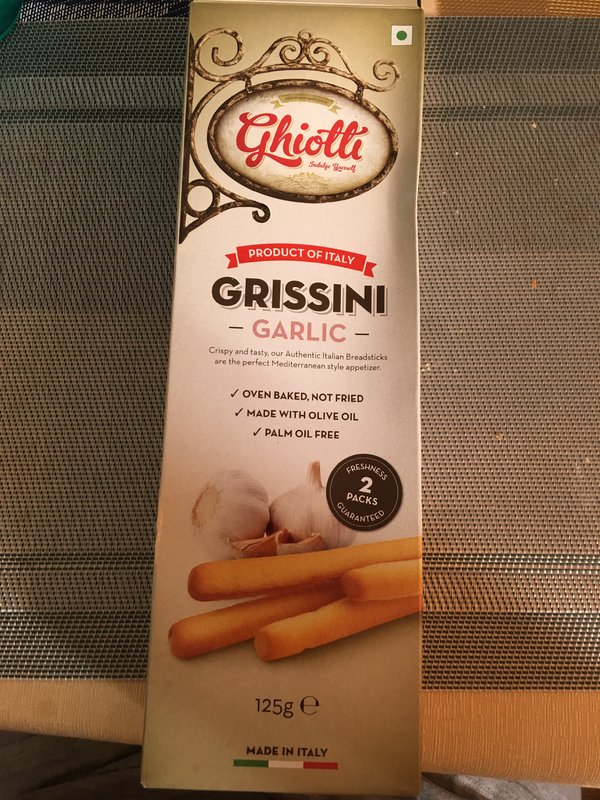 Ghiotti
Indulge Yourself
PRODUCT OF ITALY
GRISSINI
– GARLIC –
Crispy and tasty, our Authentic Italian Breadsticks
are the perfect Mediterranean style appetizer.
✓ OVEN BAKED, NOT FRIED
✓ MADE WITH OLIVE OIL
✓ PALM OIL FREE
FRESHNESS
2
PACKS
GUARANTEED
125g ℮
MADE IN ITALY